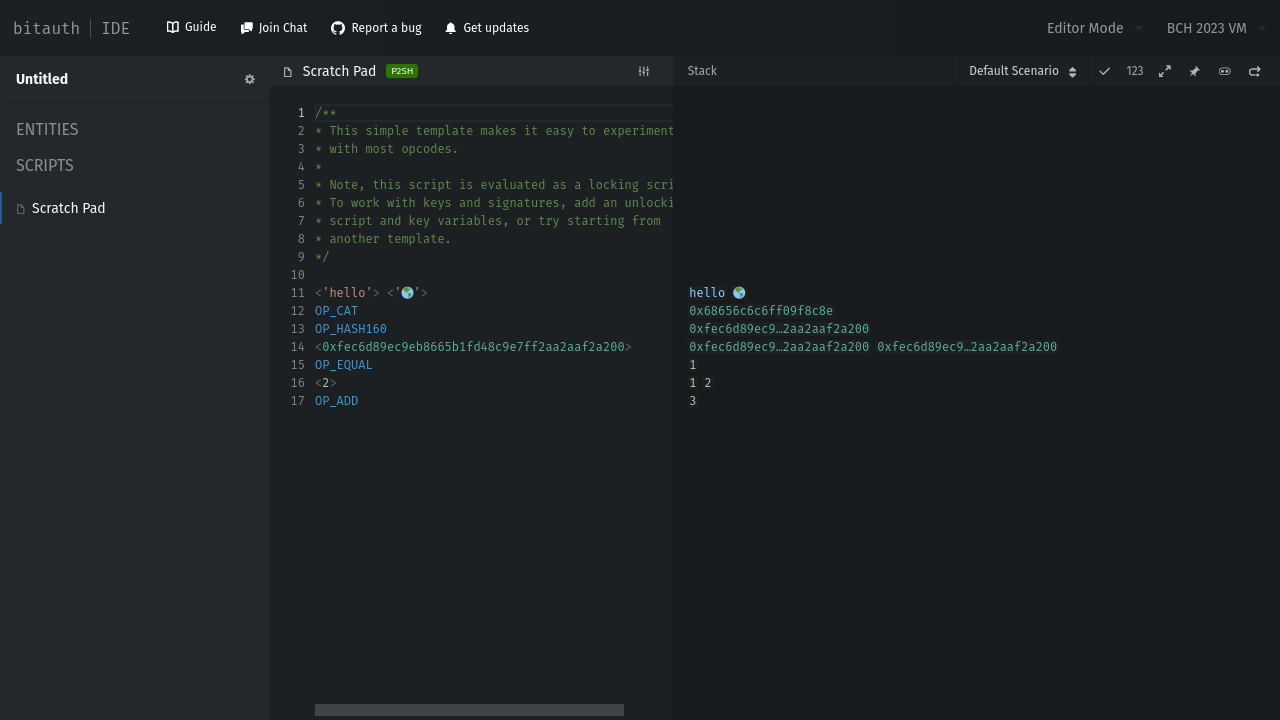 bitauth | IDE
Guide
Join Chat
Report a bug
Get updates
Editor Mode
BCH 2023 VM
Untitled
ENTITIES
SCRIPTS
Scratch Pad
Scratch Pad P2SH
1 /**
2 * This simple template makes it easy to experiment
3 * with most opcodes.
4 *
5 * Note, this script is evaluated as a locking scri
6 * To work with keys and signatures, add an unlocki
7 * script and key variables, or try starting from
8 * another template.
9 */
10
11 <'hello'> <'🌎'>
12 OP_CAT
13 OP_HASH160
14 <0xfec6d89ec9eb8665b1fd48c9e7ff2aa2aaf2a200>
15 OP_EQUAL
16 <2>
17 OP_ADD
Stack
Default Scenario
123
hello 🌎
0x68656c6c6ff09f8c8e
0xfec6d89ec9…2aa2aaf2a200
0xfec6d89ec9…2aa2aaf2a200 0xfec6d89ec9…2aa2aaf2a200
1
1 2
3